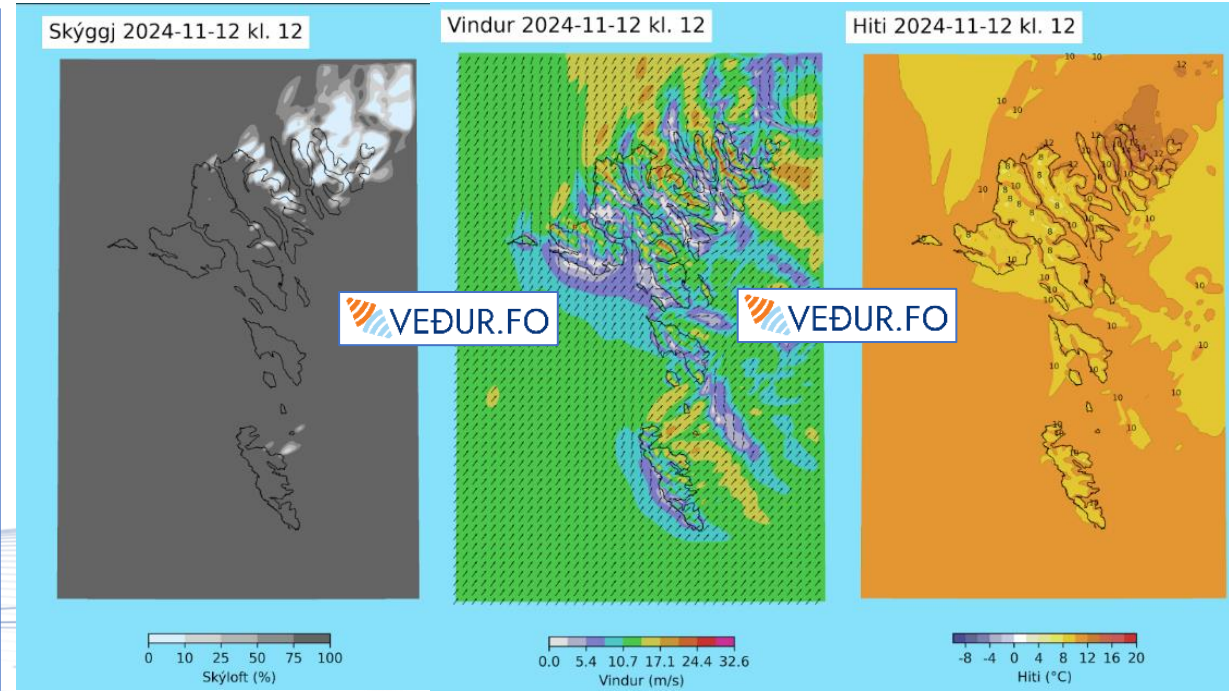 Skýggj 2024-11-12 kl. 12
Vindur 2024-11-12 kl. 12
Hiti 2024-11-12 kl. 12
VEÐUR.FO
VEÐUR.FO
0 10 25 50 75 100
Skýloft (%)
0.0 5.4 10.7 17.1 24.4 32.6
Vindur (m/s)
-8 -4 0 4 8 12 16 20
Hiti (°C)